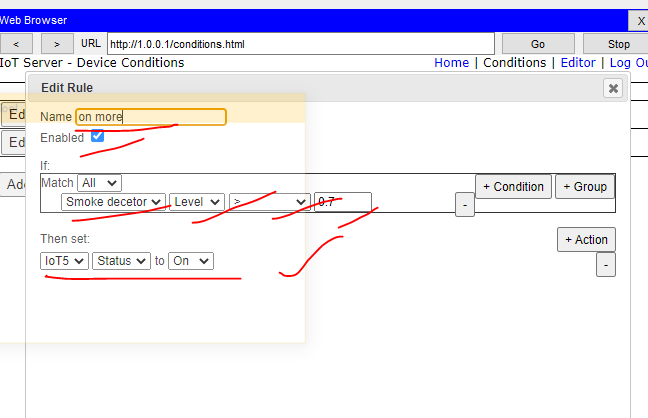 Web Browser X
< > URL http://1.0.0.1/conditions.html Go Stop
IoT Server - Device Conditions Home | Conditions | Editor | Log Ou
Edit Rule
Ed
Name on more
Ed
Enabled
If:
Add
Match All + Condition + Group
Smoke decetor Level > 0.7 -
Then set: + Action
IoT5 Status to On -